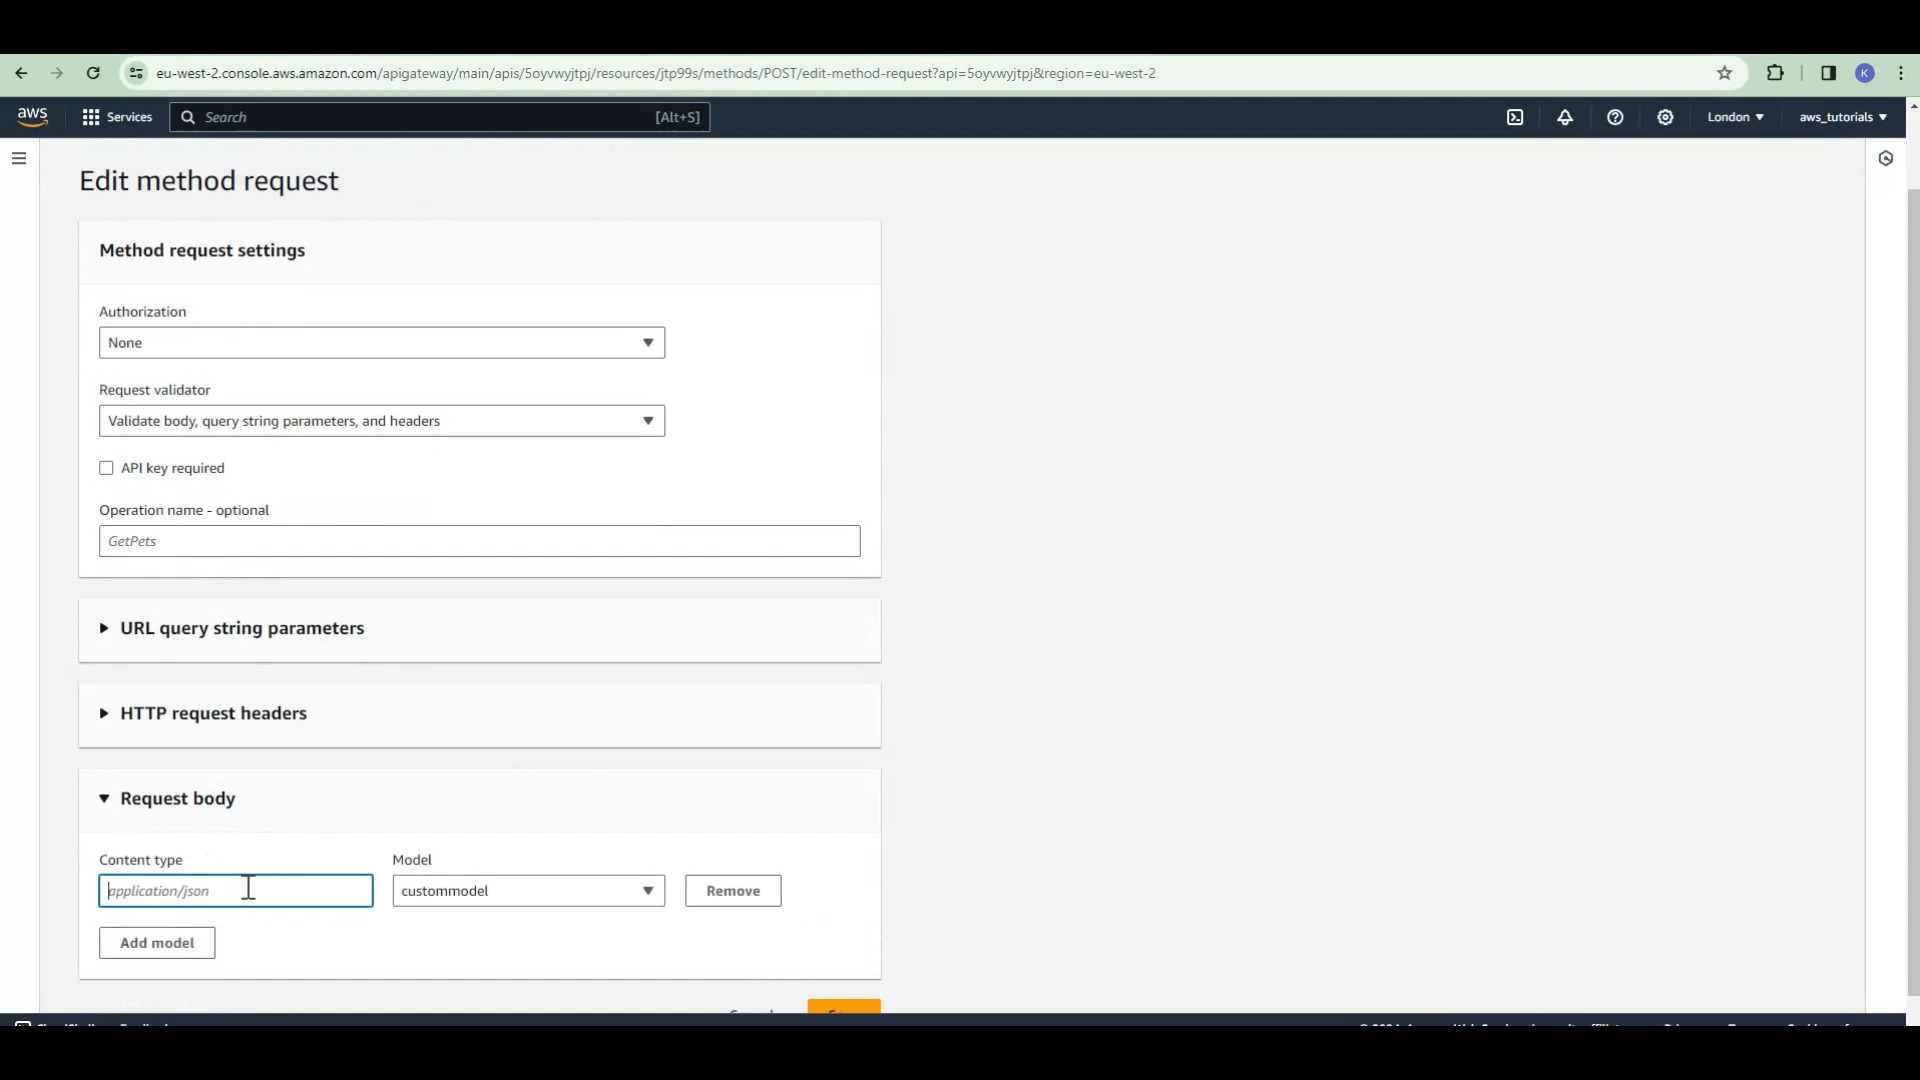 eu-west-2.console.aws.amazon.com/apigateway/main/apis/5oyvwyjtpj/resources/jtp99s/methods/POST/edit-method-request?api=5oyvwyjtpj&region=eu-west-2
K
aws
Services
Search
[Alt+S]
London
aws_tutorials
Edit method request
Method request settings
Authorization
None
Request validator
Validate body, query string parameters, and headers
API key required
Operation name - optional
GetPets
URL query string parameters
HTTP request headers
Request body
Content type
Model
application/json
custommodel
Remove
Add model